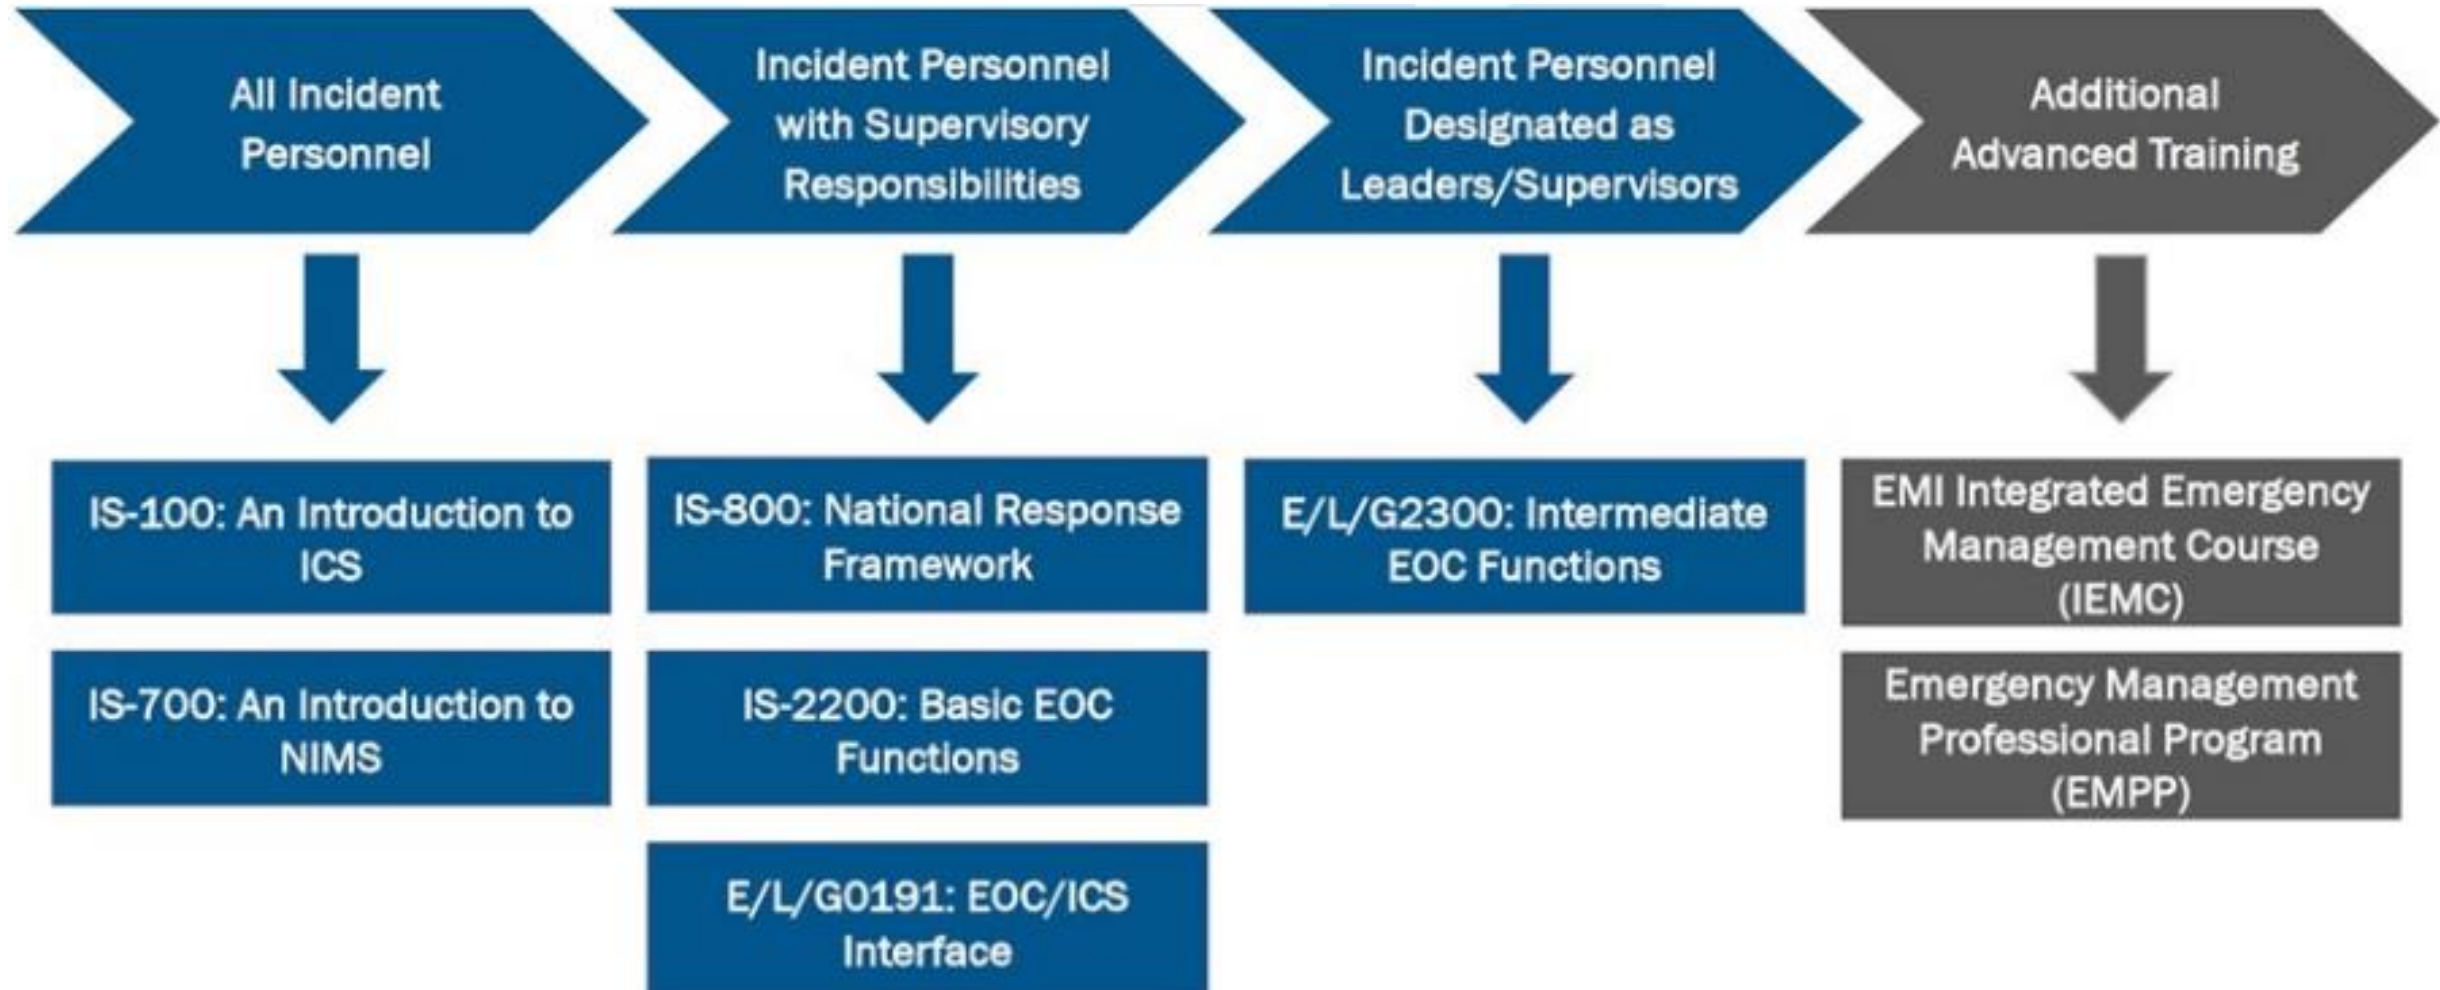 All Incident
Personnel
Incident Personnel
with Supervisory
Responsibilities
Incident Personnel
Designated as
Leaders/Supervisors
Additional
Advanced Training
IS-100: An Introduction to
ICS
IS-700: An Introduction to
NIMS
IS-800: National Response
Framework
IS-2200: Basic EOC
Functions
E/L/G0191: EOC/ICS
Interface
E/L/G2300: Intermediate
EOC Functions
EMI Integrated Emergency
Management Course
(IEMC)
Emergency Management
Professional Program
(EMPP)